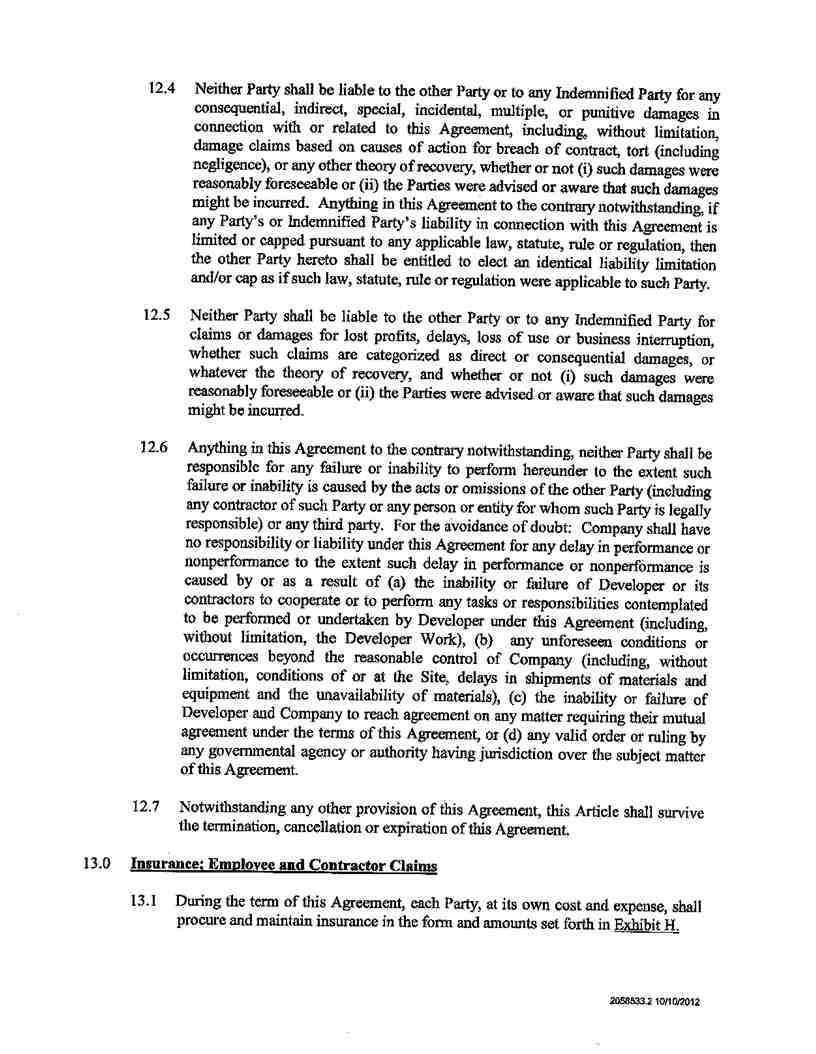 12.4 Neither Party shall be liable to the other Party or to any Indemnified Party for any
consequential, indirect, special, incidental, multiple, or punitive damages in
connection with or related to this Agreement, including, without limitation,
damage claims based on causes of action for breach of contract, tort (including
negligence), or any other theory of recovery, whether or not (i) such damages were
reasonably foreseeable or (ii) the Parties were advised or aware that such damages
might be incurred. Anything in this Agreement to the contrary notwithstanding, if
any Party's or Indemnified Party's liability in connection with this Agreement is
limited or capped pursuant to any applicable law, statute, rule or regulation, then
the other Party hereto shall be entitled to elect an identical liability limitation
and/or cap as if such law, statute, rule or regulation were applicable to such Party.
12.5 Neither Party shall be liable to the other Party or to any Indemnified Party for
claims or damages for lost profits, delays, loss of use or business interruption,
whether such claims are categorized as direct or consequential damages, or
whatever the theory of recovery, and whether or not (i) such damages were
reasonably foreseeable or (ii) the Parties were advised or aware that such damages
might be incurred.
12.6 Anything in this Agreement to the contrary notwithstanding, neither Party shall be
responsible for any failure or inability to perform hereunder to the extent such
failure or inability is caused by the acts or omissions of the other Party (including
any contractor of such Party or any person or entity for whom such Party is legally
responsible) or any third party. For the avoidance of doubt: Company shall have
no responsibility or liability under this Agreement for any delay in performance or
nonperformance to the extent such delay in performance or nonperformance is
caused by or as a result of (a) the inability or failure of Developer or its
contractors to cooperate or to perform any tasks or responsibilities contemplated
to be performed or undertaken by Developer under this Agreement (including,
without limitation, the Developer Work), (b) any unforeseen conditions or
occurrences beyond the reasonable control of Company (including, without
limitation, conditions of or at the Site, delays in shipments of materials and
equipment and the unavailability of materials), (c) the inability or failure of
Developer and Company to reach agreement on any matter requiring their mutual
agreement under the terms of this Agreement, or (d) any valid order or ruling by
any governmental agency or authority having jurisdiction over the subject matter
of this Agreement.
12.7 Notwithstanding any other provision of this Agreement, this Article shall survive
the termination, cancellation or expiration of this Agreement.
13.0 Insurance; Employee and Contractor Claims
13.1 During the term of this Agreement, each Party, at its own cost and expense, shall
procure and maintain insurance in the form and amounts set forth in Exhibit H.
2058533.2 10/10/2012